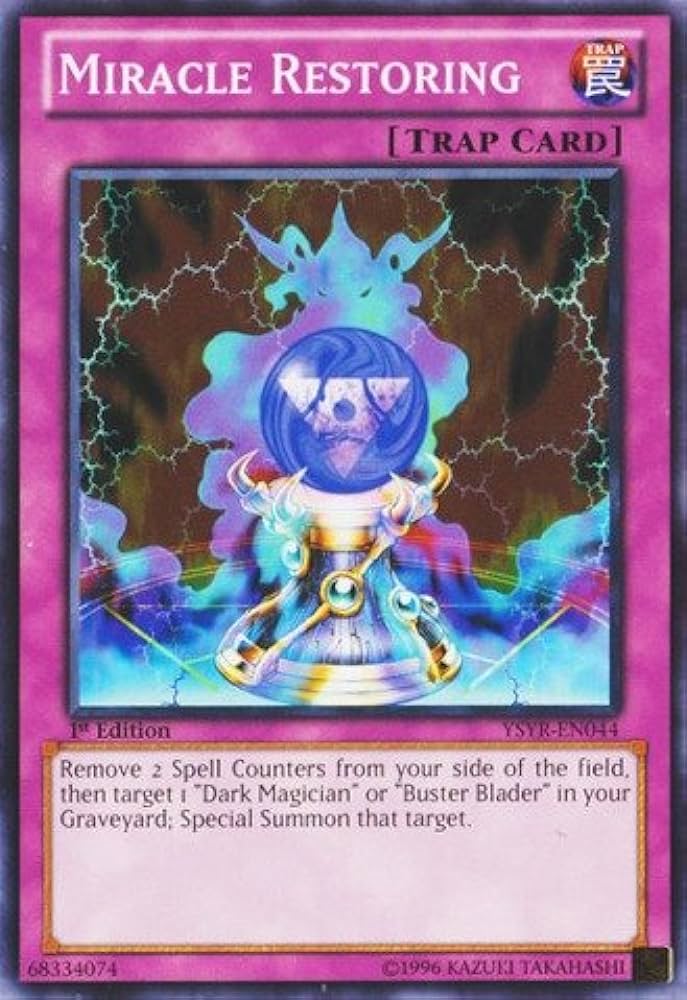 MIRACLE RESTORING
TRAP
罠
[TRAP CARD]
1st Edition
YSYR-EN044
Remove 2 Spell Counters from your side of the field,
then target 1 "Dark Magician" or "Buster Blader" in your
Graveyard; Special Summon that target.
68334074
©1996 KAZUKI TAKAHASHI